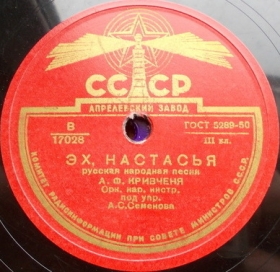 СССР
АПРЕЛЕВСКИЙ ЗАВОД
В
17028
ГОСТ 5289-50
III кл.
ЭХ, НАСТАСЬЯ
русская народная песня
А. Ф. КРИВЧЕНЯ
Орк. нар. инстр.
под упр.
А.С.Семенова
КОМИТЕТ РАДИОИНФОРМАЦИИ ПРИ СОВЕТЕ МИНИСТРОВ СССР